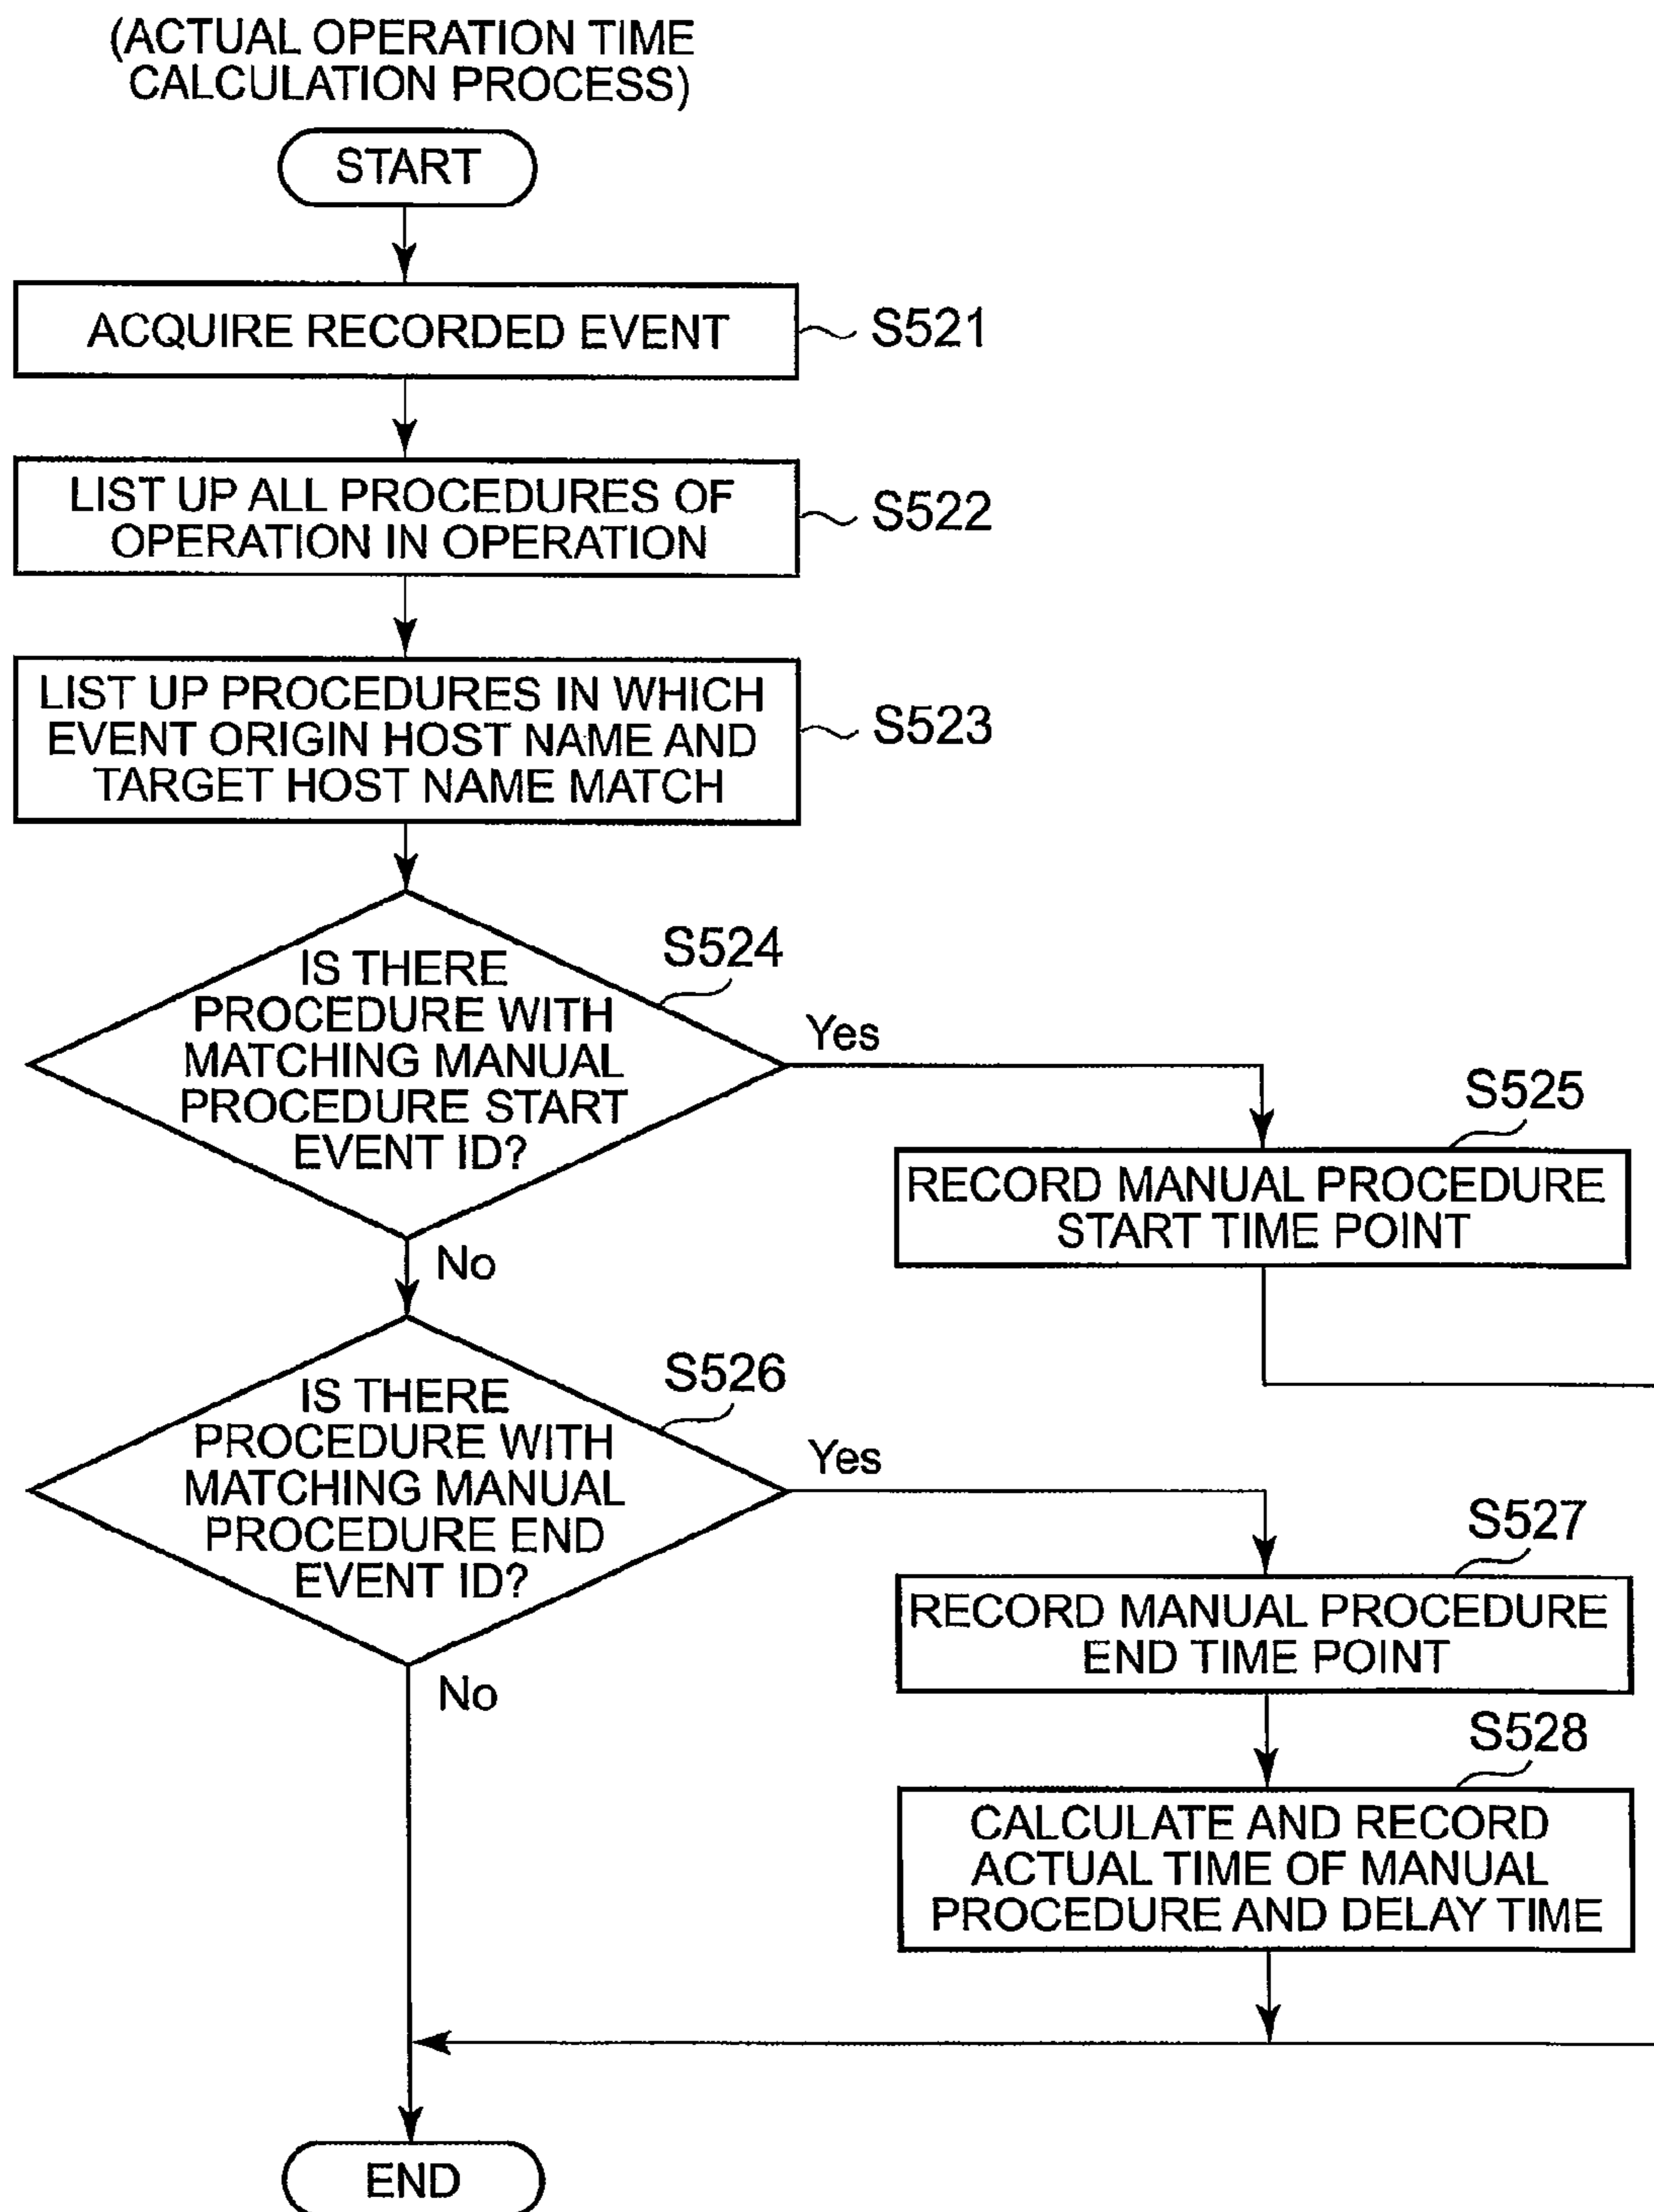 (ACTUAL OPERATION TIME
CALCULATION PROCESS)
START
ACQUIRE RECORDED EVENT
S521
LIST UP ALL PROCEDURES OF
OPERATION IN OPERATION
S522
LIST UP PROCEDURES IN WHICH
EVENT ORIGIN HOST NAME AND
TARGET HOST NAME MATCH
S523
IS THERE
PROCEDURE WITH
MATCHING MANUAL
PROCEDURE START
EVENT ID?
S524
Yes
No
S525
RECORD MANUAL PROCEDURE
START TIME POINT
IS THERE
PROCEDURE WITH
MATCHING MANUAL
PROCEDURE END
EVENT ID?
S526
Yes
No
S527
RECORD MANUAL PROCEDURE
END TIME POINT
S528
CALCULATE AND RECORD
ACTUAL TIME OF MANUAL
PROCEDURE AND DELAY TIME
END